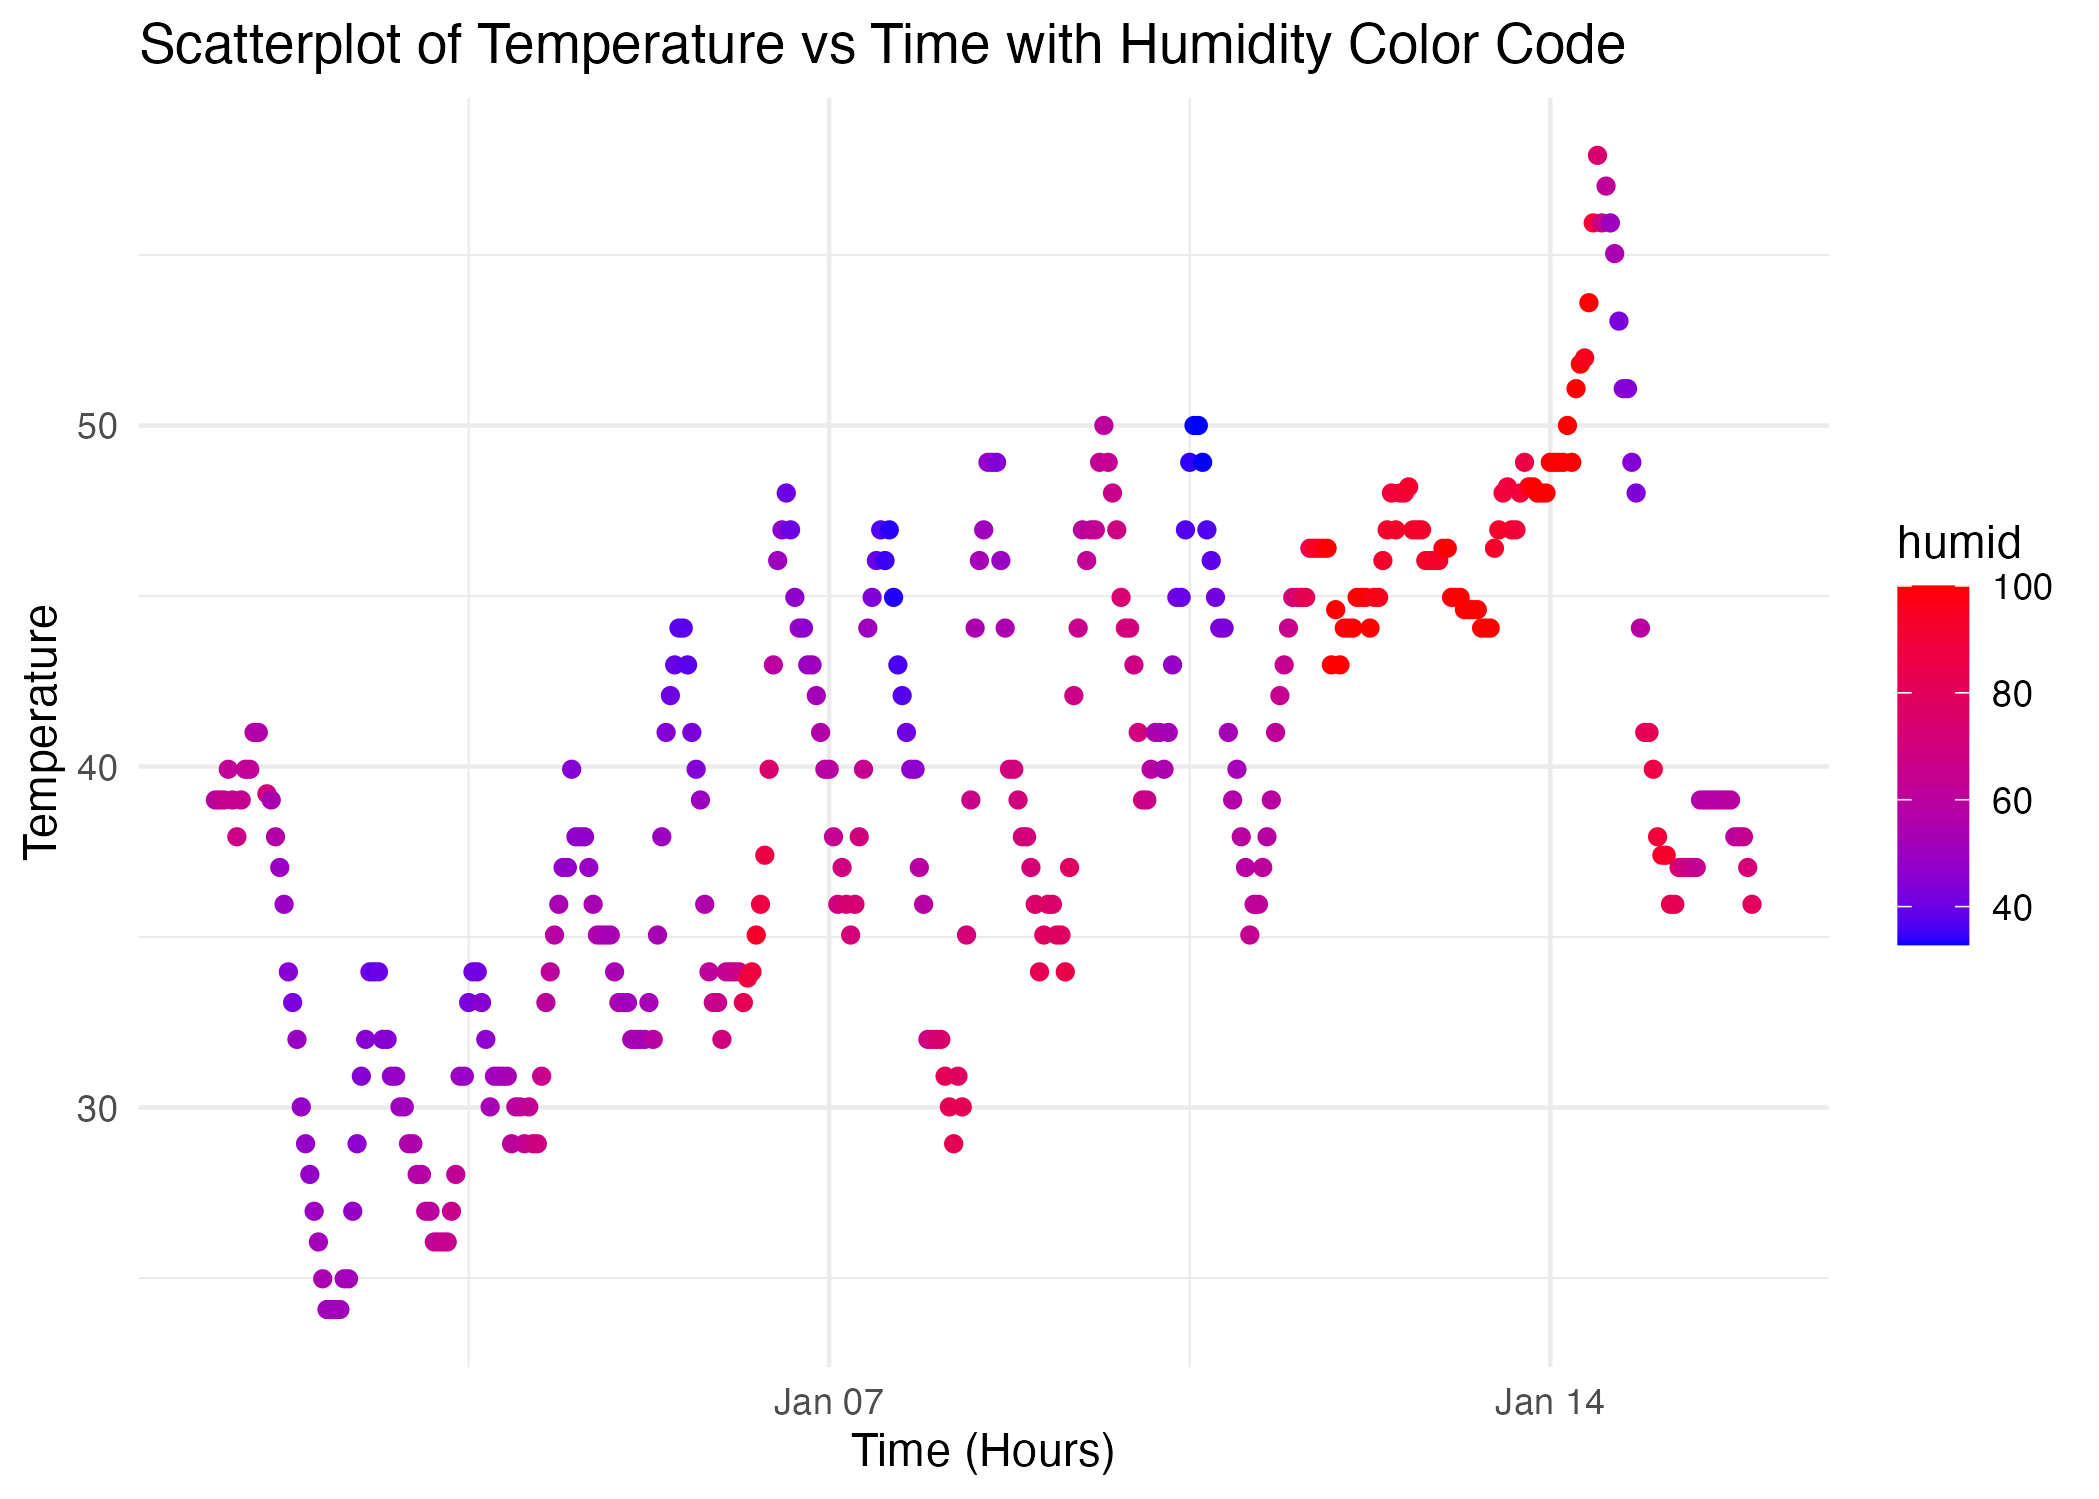 Scatterplot of Temperature vs Time with Humidity Color Code
Temperature
50
40
30
Jan 07
Jan 14
Time (Hours)
humid
100
80
60
40